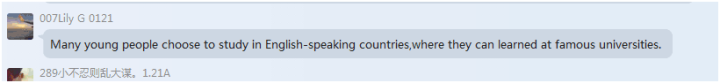 007Lily G 0121
Many young people choose to study in English-speaking countries,where they can learned at famous universities.
289小不忍则乱大谋。1.21A